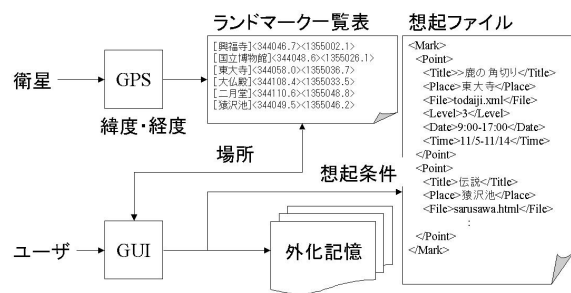 ランドマーク一覧表
[興福寺]<344046.7><1355002.1>
[国立博物館]<344048.6><1355026.1>
[東大寺]<344058.0><1355036.7>
[大仏殿]<344108.4><1355033.5>
[二月堂]<344110.6><1355048.8>
[猿沢池]<344049.5><1355046.2>
衛星
GPS
緯度・経度
場所
ユーザ
GUI
想起条件
外化記憶
想起ファイル
<Mark>
<Point>
<Title>>鹿の角切り</Title>
<Place>東大寺</Place>
<File>todaiji.xml</File>
<Level>3</Level>
<Date>9:00-17:00</Date>
<Time>11/5-11/14</Time>
</Point>
<Point>
<Title>伝説</Title>
<Place>猿沢池</Place>
<File>sarusawa.html</File>
:
</Point>
</Mark>